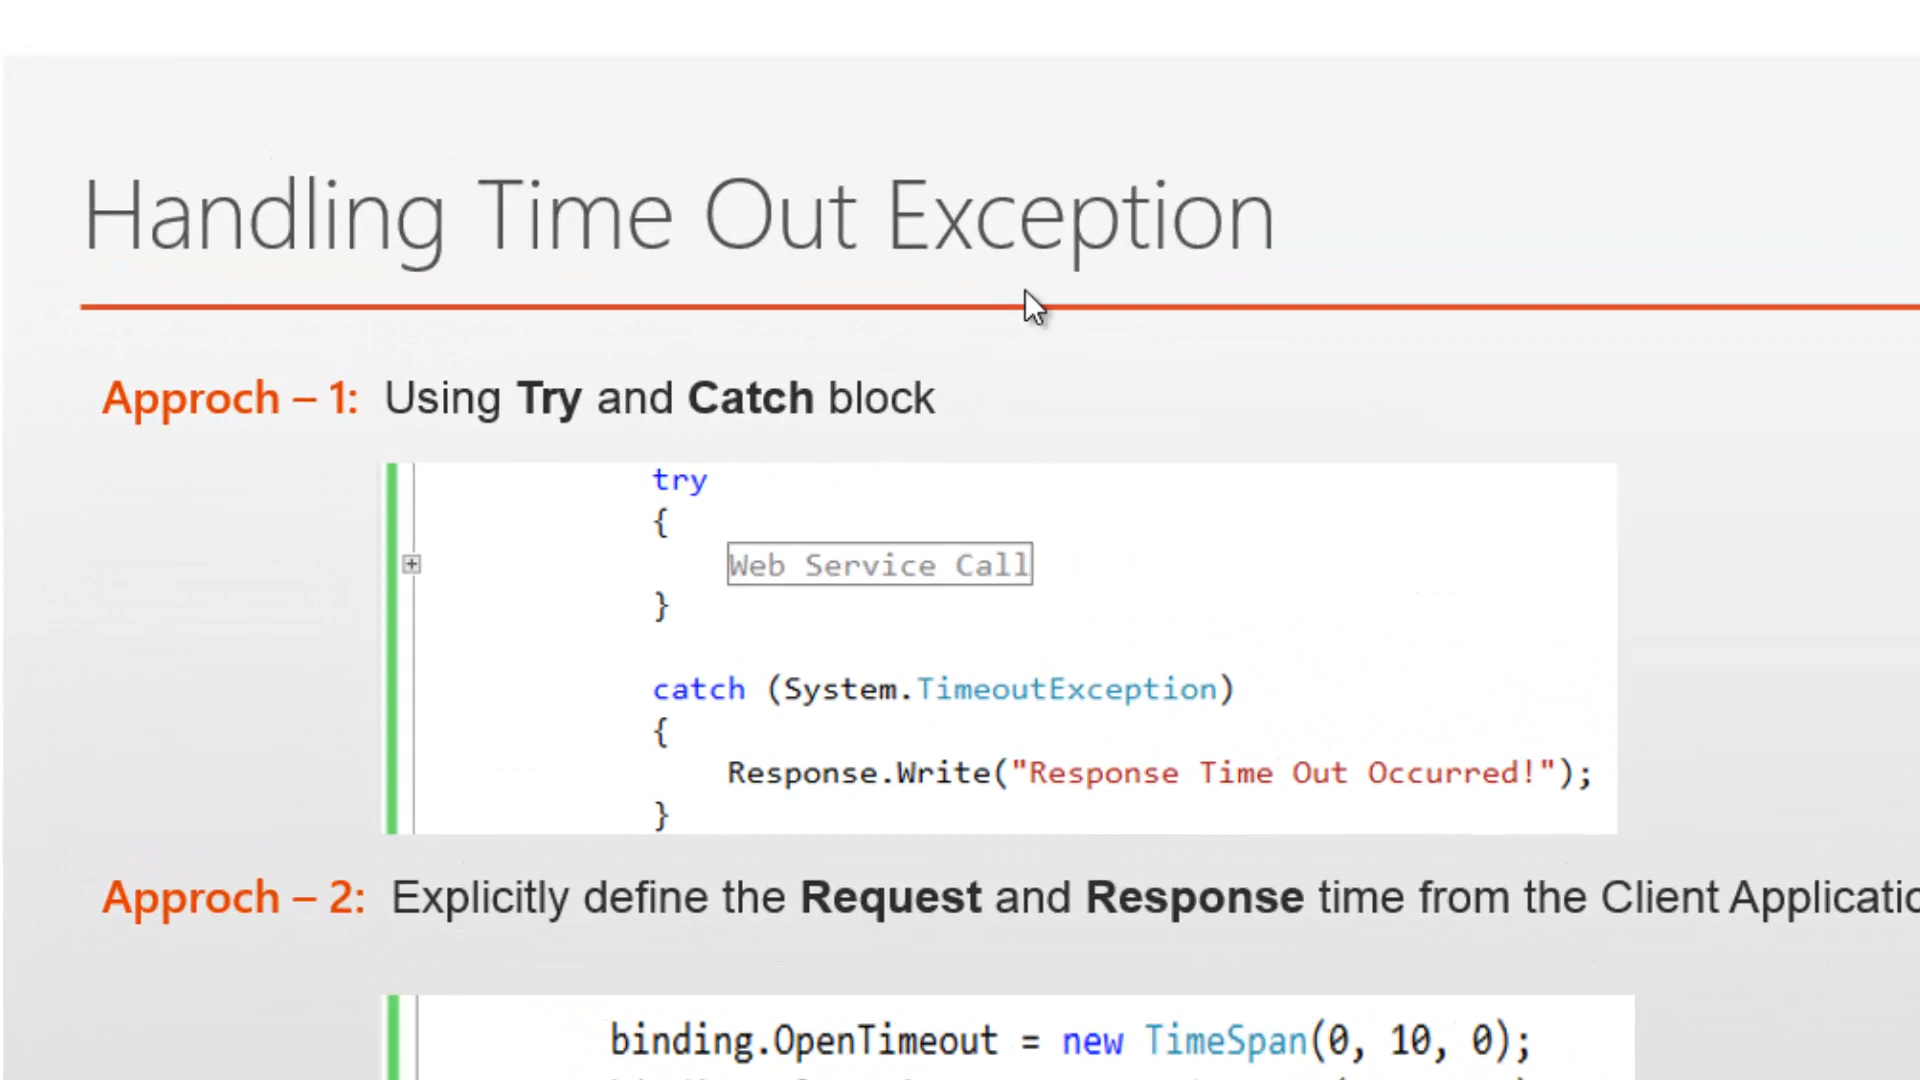 Handling Time Out Exception
Approch – 1: Using Try and Catch block
try
{
Web Service Call
}
catch (System.TimeoutException)
{
Response.Write("Response Time Out Occurred!");
}
Approch – 2: Explicitly define the Request and Response time from the Client
binding.OpenTimeout = new TimeSpan(0, 10, 0);